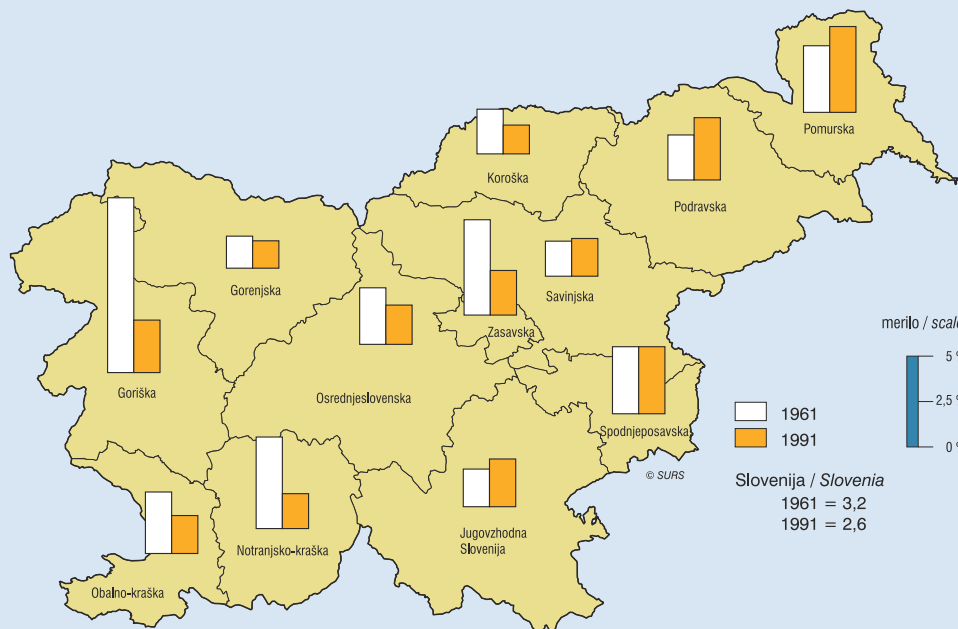 Pomurska
Koroška
Podravska
Gorenjska
Savinjska
Zasavska
merilo / scale
Goriška
Osrednjeslovenska
5 °
2,5 °
0 °
1961
1991
Spodnjeposavska
© SURS
Slovenija / Slovenia
1961 = 3,2
1991 = 2,6
Jugovzhodna
Slovenija
Notranjsko-kraška
Obalno-kraška